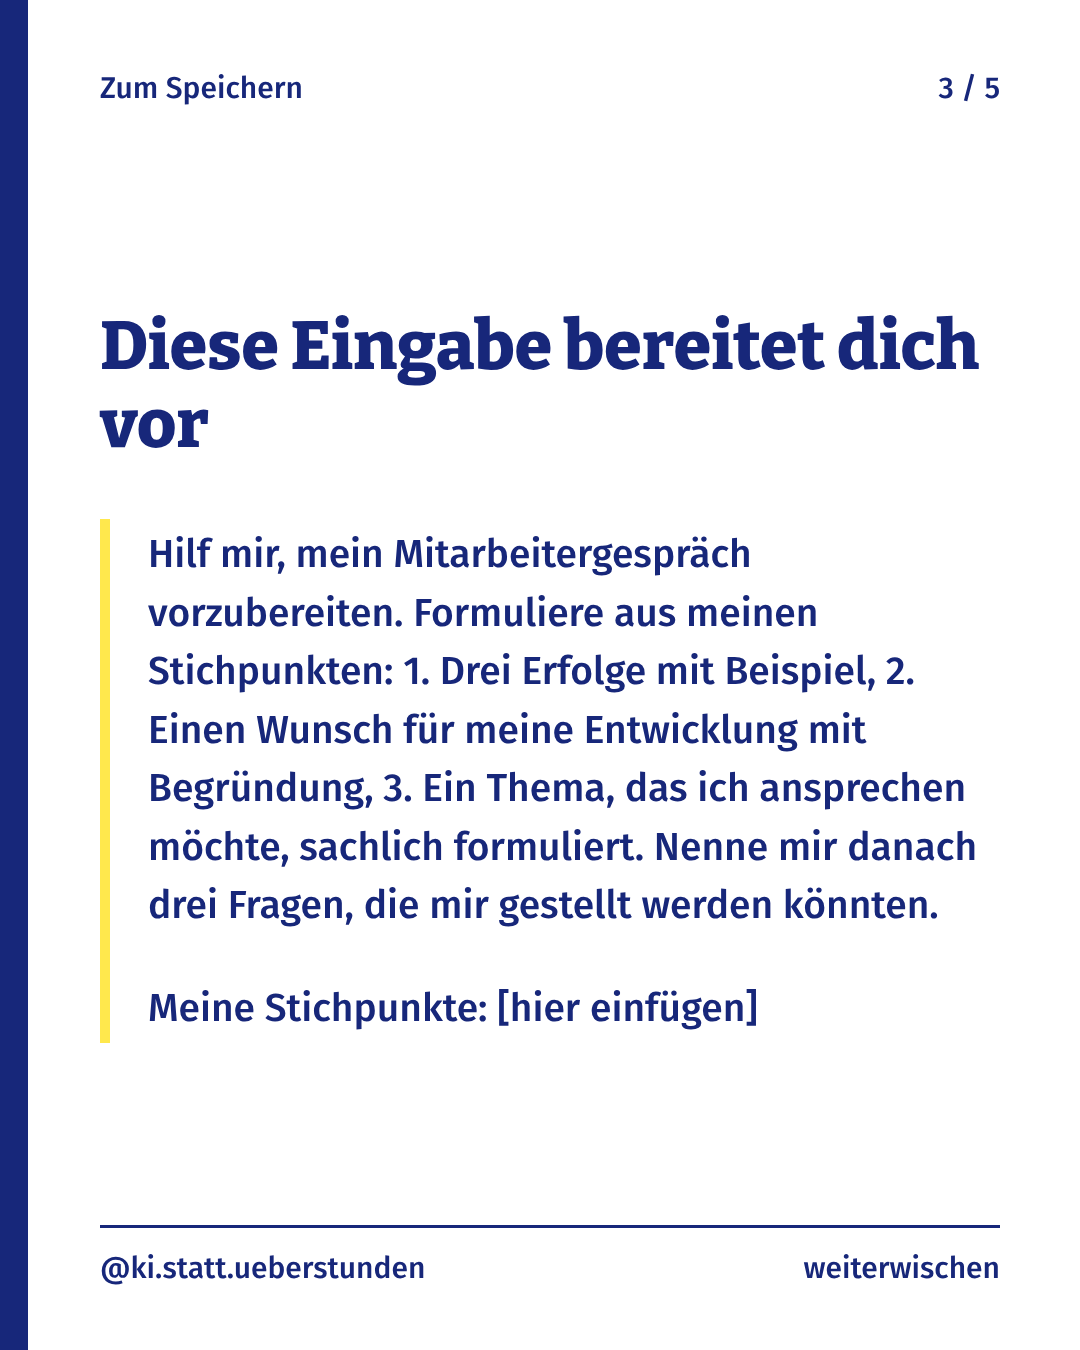 Zum Speichern
3 / 5
Diese Eingabe bereitet dich
vor
Hilf mir, mein Mitarbeitergespräch
vorzubereiten. Formuliere aus meinen
Stichpunkten: 1. Drei Erfolge mit Beispiel, 2.
Einen Wunsch für meine Entwicklung mit
Begründung, 3. Ein Thema, das ich ansprechen
möchte, sachlich formuliert. Nenne mir danach
drei Fragen, die mir gestellt werden könnten.
Meine Stichpunkte: [hier einfügen]
@ki.statt.ueberstunden
weiterwischen